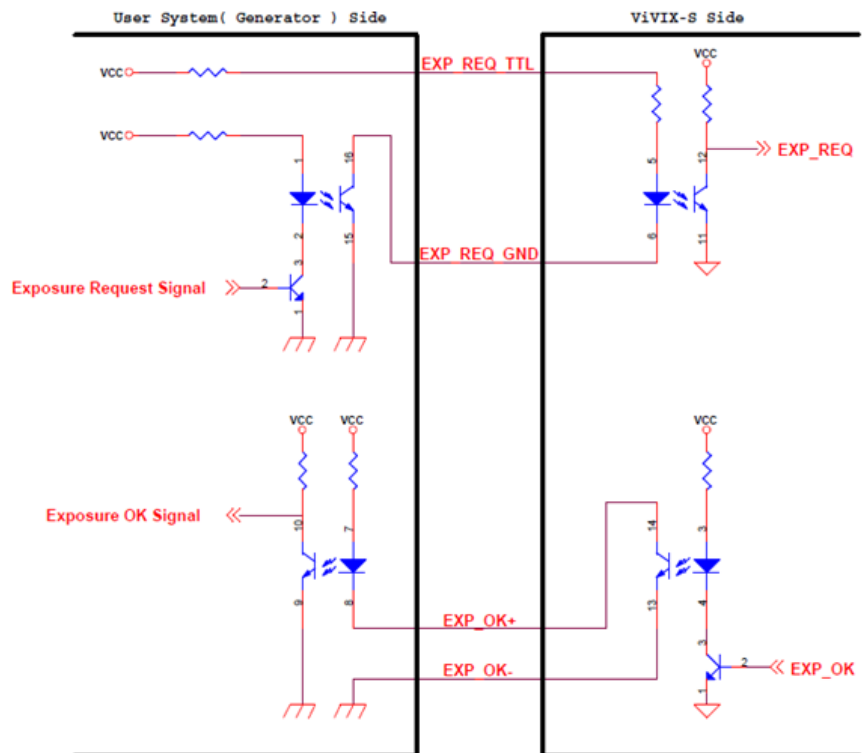 User System( Generator ) Side
ViVIX-S Side
VCC
EXP_REQ_TTL
VCC
VCC
1
16
5
12
EXP_REQ
2
15
6
11
3
EXP_REQ_GND
Exposure Request Signal
2
1
VCC
VCC
VCC
Exposure OK Signal
10
7
14
3
9
8
13
4
EXP_OK+
3
EXP_OK-
2
EXP_OK
1